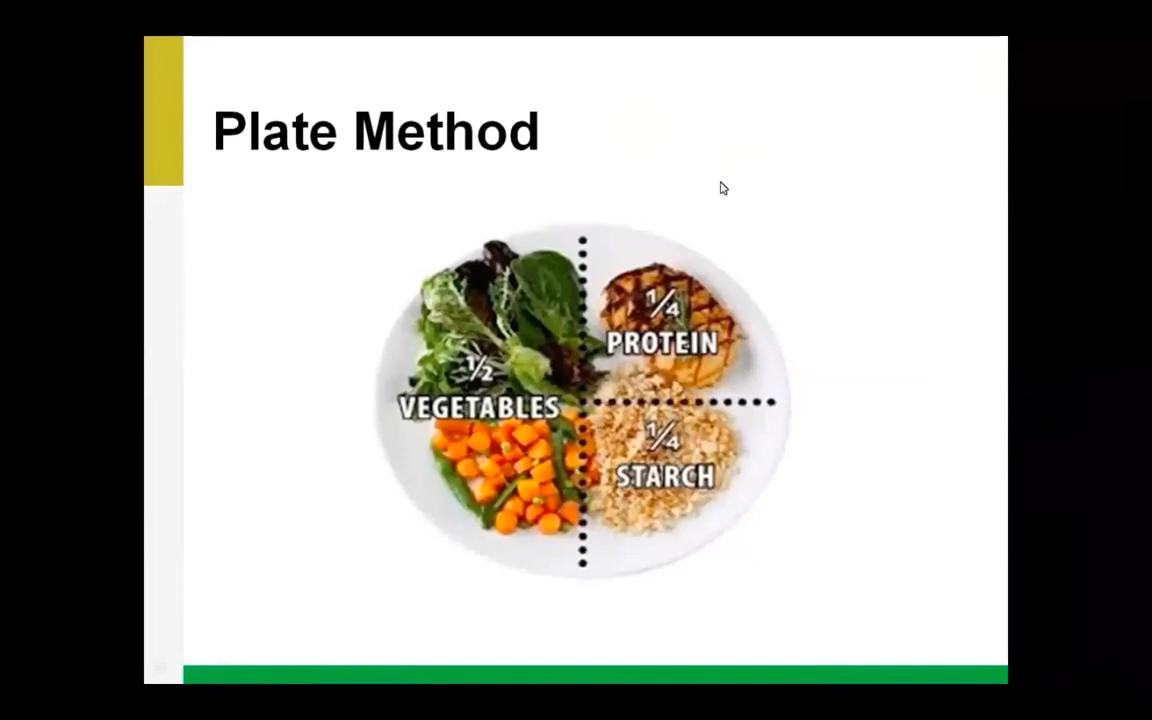 Plate Method
½
VEGETABLES
¼
PROTEIN
¼
STARCH